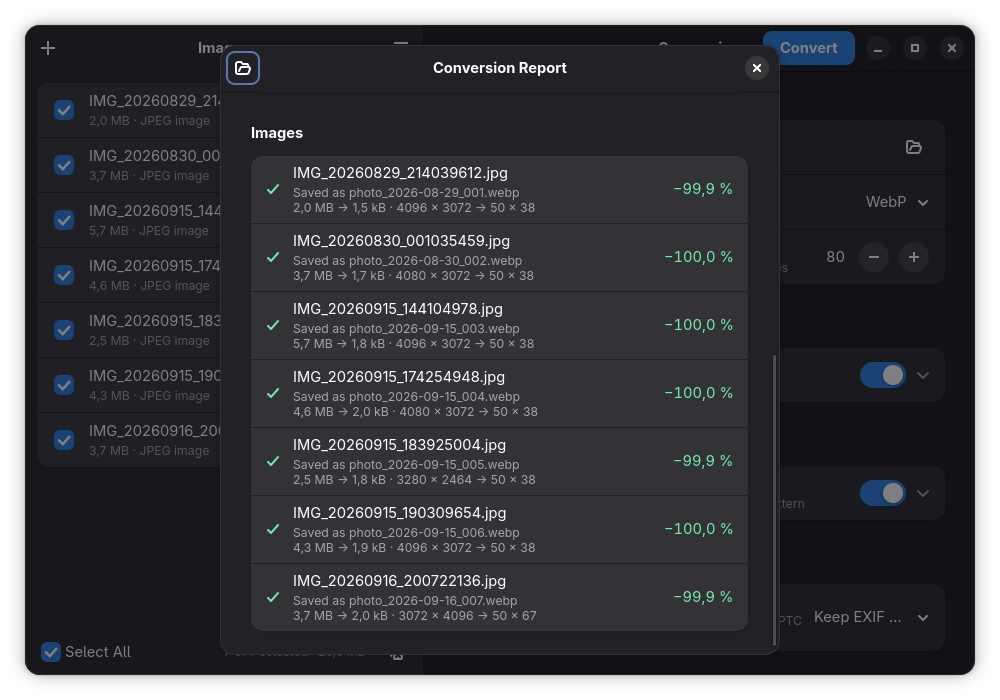 Convert
Conversion Report
IMG_20260829_214
2,0 MB · JPEG image
IMG_20260830_00
3,7 MB · JPEG image
IMG_20260915_144
5,7 MB · JPEG image
IMG_20260915_174
4,6 MB · JPEG image
IMG_20260915_183
2,5 MB · JPEG image
IMG_20260915_190
4,3 MB · JPEG image
IMG_20260916_200
3,7 MB · JPEG image
Select All
Images
IMG_20260829_214039612.jpg
Saved as photo_2026-08-29_001.webp
2,0 MB → 1,5 kB · 4096 × 3072 → 50 × 38
−99,9 %
IMG_20260830_001035459.jpg
Saved as photo_2026-08-30_002.webp
3,7 MB → 1,7 kB · 4080 × 3072 → 50 × 38
−100,0 %
IMG_20260915_144104978.jpg
Saved as photo_2026-09-15_003.webp
5,7 MB → 1,8 kB · 4096 × 3072 → 50 × 38
−100,0 %
IMG_20260915_174254948.jpg
Saved as photo_2026-09-15_004.webp
4,6 MB → 2,0 kB · 4080 × 3072 → 50 × 38
−100,0 %
IMG_20260915_183925004.jpg
Saved as photo_2026-09-15_005.webp
2,5 MB → 1,8 kB · 3280 × 2464 → 50 × 38
−99,9 %
IMG_20260915_190309654.jpg
Saved as photo_2026-09-15_006.webp
4,3 MB → 1,9 kB · 4096 × 3072 → 50 × 38
−100,0 %
IMG_20260916_200722136.jpg
Saved as photo_2026-09-16_007.webp
3,7 MB → 2,0 kB · 3072 × 4096 → 50 × 67
−99,9 %
WebP
80
Keep EXIF ...